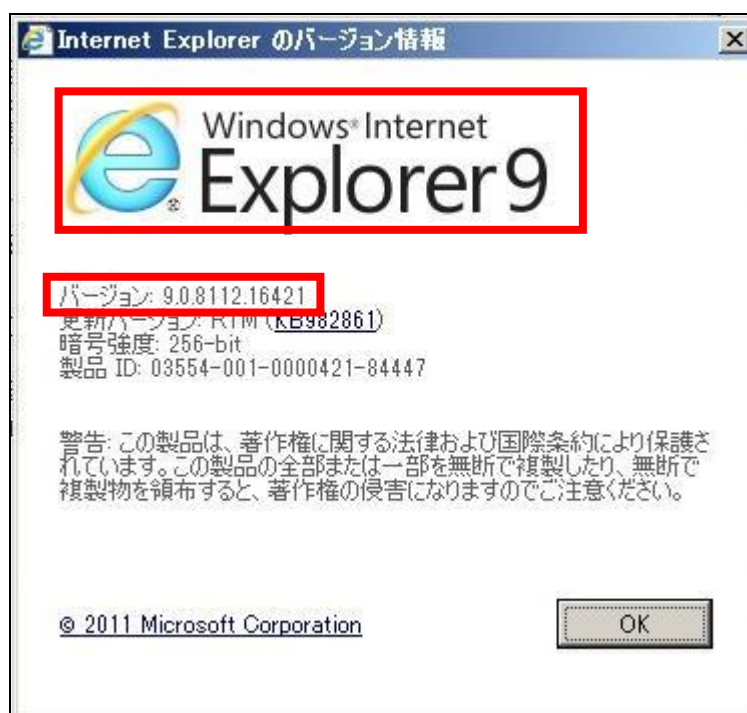 Internet Explorer のバージョン情報
Windows® Internet
Explorer 9
バージョン: 9.0.8112.16421
更新バージョン: RTM (KB982861)
暗号強度: 256-bit
製品 ID: 03554-001-0000421-84447
警告: この製品は、著作権に関する法律および国際条約により保護さ
れています。この製品の全部または一部を無断で複製したり、無断で
複製物を頒布すると、著作権の侵害になりますのでご注意ください。
© 2011 Microsoft Corporation
OK